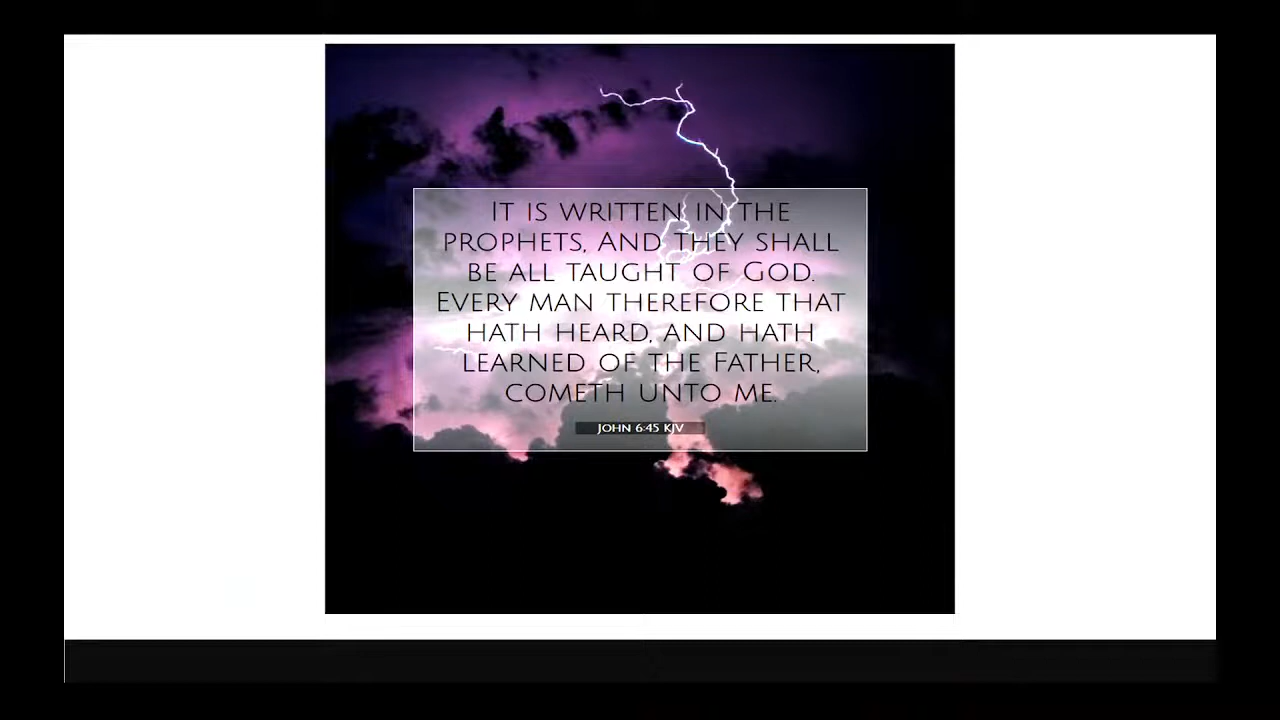 It is written in the
prophets, And they shall
be all taught of God.
Every man therefore that
hath heard, and hath
learned of the Father,
cometh unto me.
JOHN 6:45 KJV